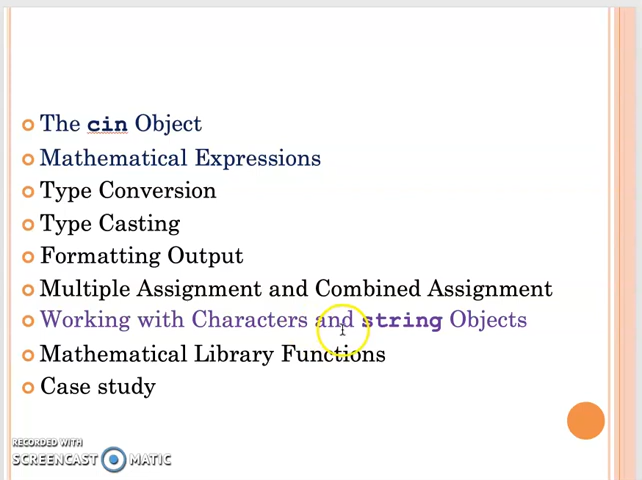 The cin Object
Mathematical Expressions
Type Conversion
Type Casting
Formatting Output
Multiple Assignment and Combined Assignment
Working with Characters and string Objects
Mathematical Library Functions
Case study
RECORDED WITH
SCREENCAST MATIC